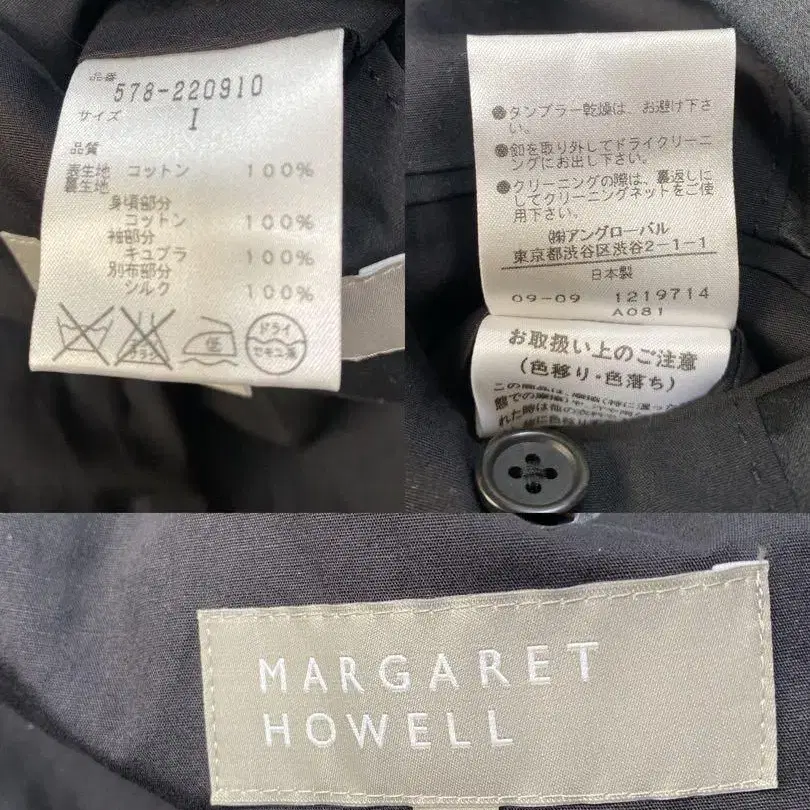 品番
578-220910
サイズ I
品質
表生地 コットン 100%
裏生地
身頃部分
コットン 100%
袖部分
キュプラ 100%
別布部分
シルク 100%
低
ドライ
セキユ系
●タンブラー乾燥は、お避け下さ
い。
●釦を取り外してドライクリーニ
ングにお出し下さい。
●クリーニングの際は、裏返しに
してクリーニングネットをご使
用下さい。
㈱アングローバル
東京都渋谷区渋谷2-1-1
日本製
09-09 1219714
A081
お取扱い上のご注意
(色移り・色落ち)
MARGARET
HOWELL